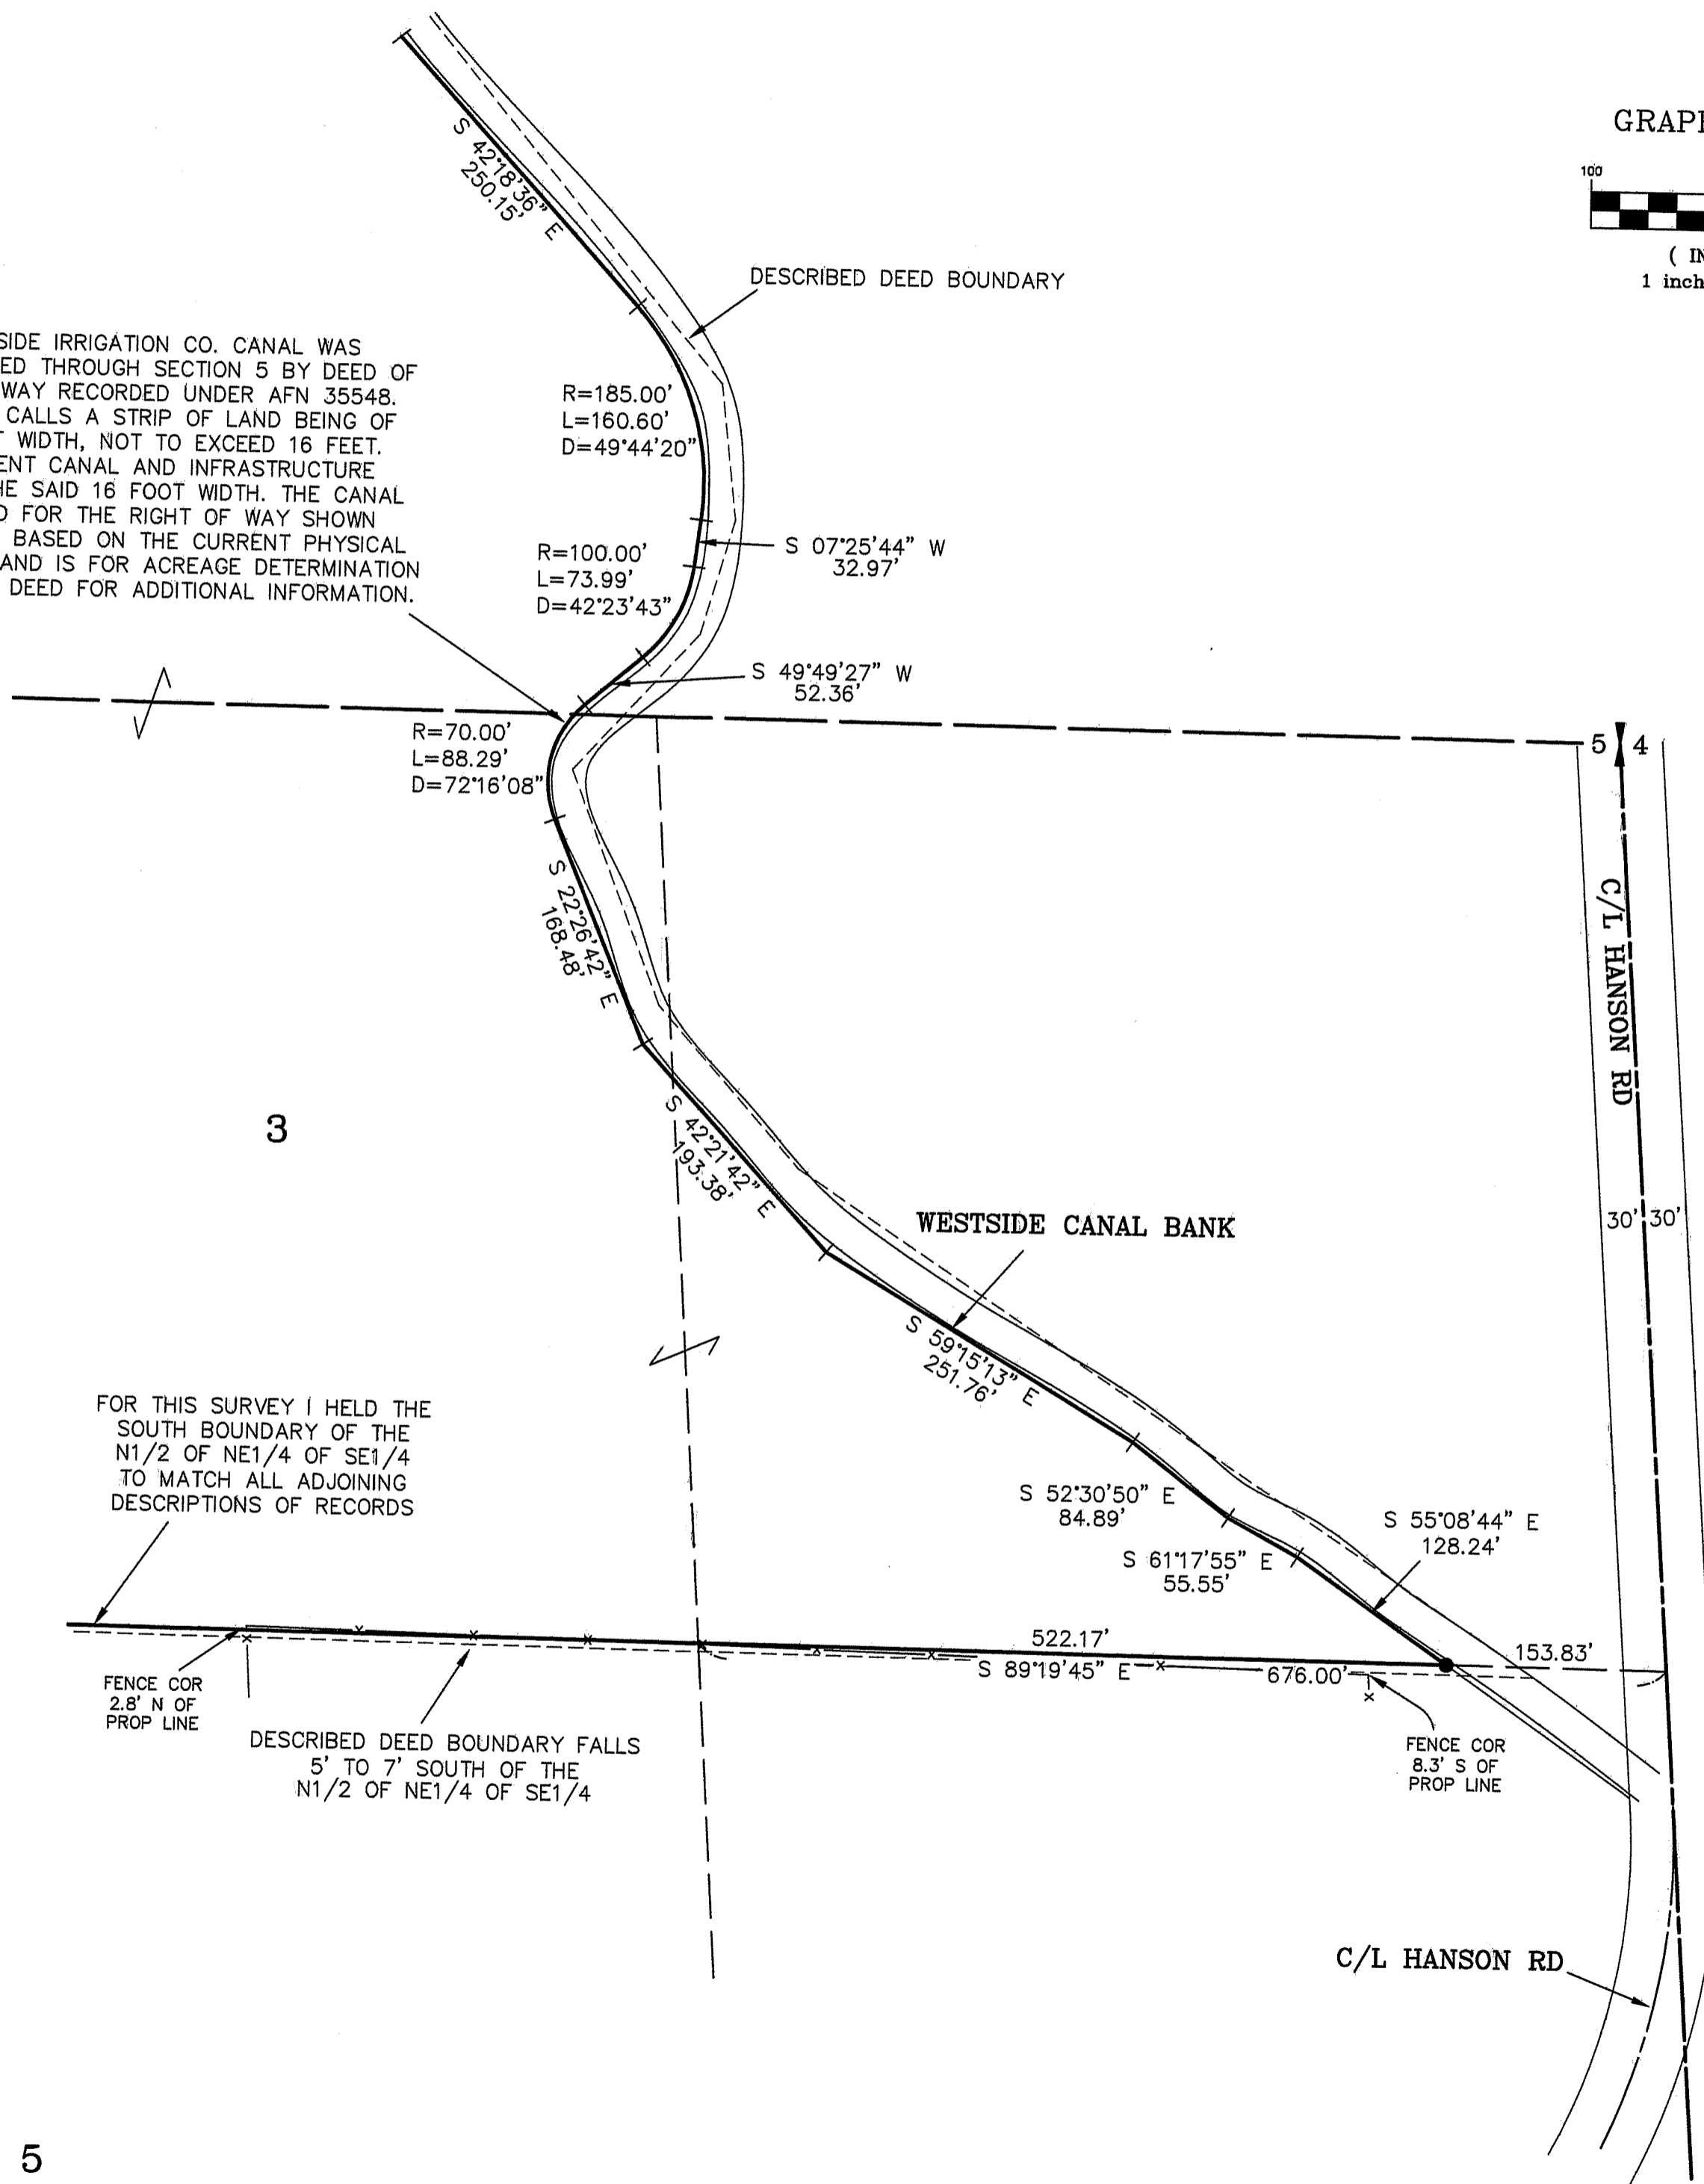 GRAPH
100
( IN
1 inch
S 42°18'36" E
250.15'
DESCRIBED DEED BOUNDARY
SIDE IRRIGATION CO. CANAL WAS
ED THROUGH SECTION 5 BY DEED OF
WAY RECORDED UNDER AFN 35548.
CALLS A STRIP OF LAND BEING OF
T WIDTH, NOT TO EXCEED 16 FEET.
ENT CANAL AND INFRASTRUCTURE
HE SAID 16 FOOT WIDTH. THE CANAL
D FOR THE RIGHT OF WAY SHOWN
BASED ON THE CURRENT PHYSICAL
AND IS FOR ACREAGE DETERMINATION
DEED FOR ADDITIONAL INFORMATION.
R=185.00'
L=160.60'
D=49°44'20"
S 07°25'44" W
32.97'
R=100.00'
L=73.99'
D=42°23'43"
S 49°49'27" W
52.36'
R=70.00'
L=88.29'
D=72°16'08"
5 4
C/L HANSON RD
S 22°26'42" E
168.48'
3
S 42°21'42" E
193.38'
30' 30'
WESTSIDE CANAL BANK
S 59°15'13" E
251.76'
FOR THIS SURVEY I HELD THE
SOUTH BOUNDARY OF THE
N1/2 OF NE1/4 OF SE1/4
TO MATCH ALL ADJOINING
DESCRIPTIONS OF RECORDS
S 52°30'50" E
84.89'
S 61°17'55" E
55.55'
S 55°08'44" E
128.24'
522.17'
153.83'
S 89°19'45" E
676.00'
FENCE COR
2.8' N OF
PROP LINE
DESCRIBED DEED BOUNDARY FALLS
5' TO 7' SOUTH OF THE
N1/2 OF NE1/4 OF SE1/4
FENCE COR
8.3' S OF
PROP LINE
C/L HANSON RD
5